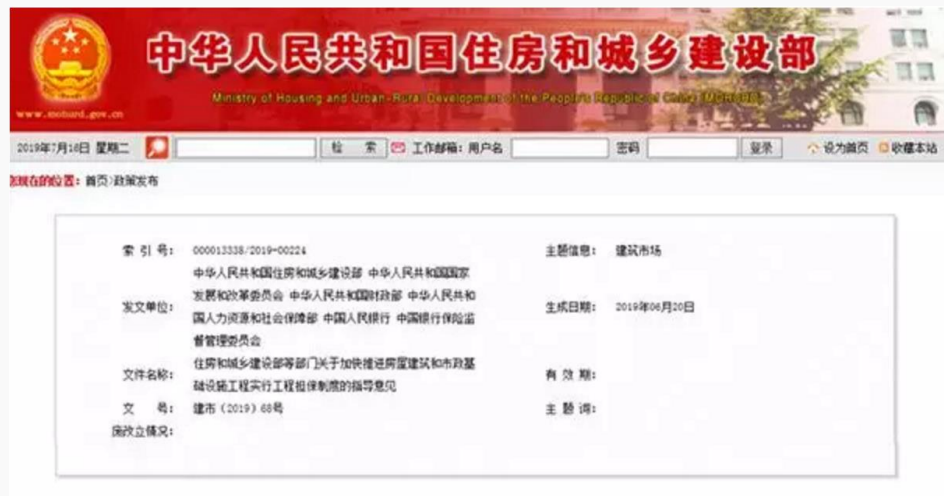 中华人民共和国住房和城乡建设部
Ministry of Housing and Urban-Rural Development of the People's Republic of China (MOHURD)
www.mohurd.gov.cn
2019年7月16日 星期二 检 索 工作邮箱：用户名 密码 登录 设为首页 收藏本站
您现在的位置：首页>政策发布
索 引 号： 000013338/2019-00224 主题信息： 建筑市场
中华人民共和国住房和城乡建设部 中华人民共和国国家
发展和改革委员会 中华人民共和国财政部 中华人民共和
发文单位： 国人力资源和社会保障部 中国人民银行 中国银行保险监 生成日期： 2019年06月20日
督管理委员会
住房和城乡建设部等部门关于加快推进房屋建筑和市政基
文件名称： 础设施工程实行工程担保制度的指导意见 有 效 期：
文 号： 建市（2019）68号 主 题 词：
废改立情况：